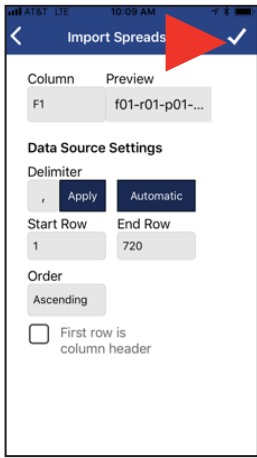 AT&T LTE 10:09 AM
Import Spreads
Column Preview
F1 f01-r01-p01-...
Data Source Settings
Delimiter
, Apply Automatic
Start Row End Row
1 720
Order
Ascending
First row is
column header